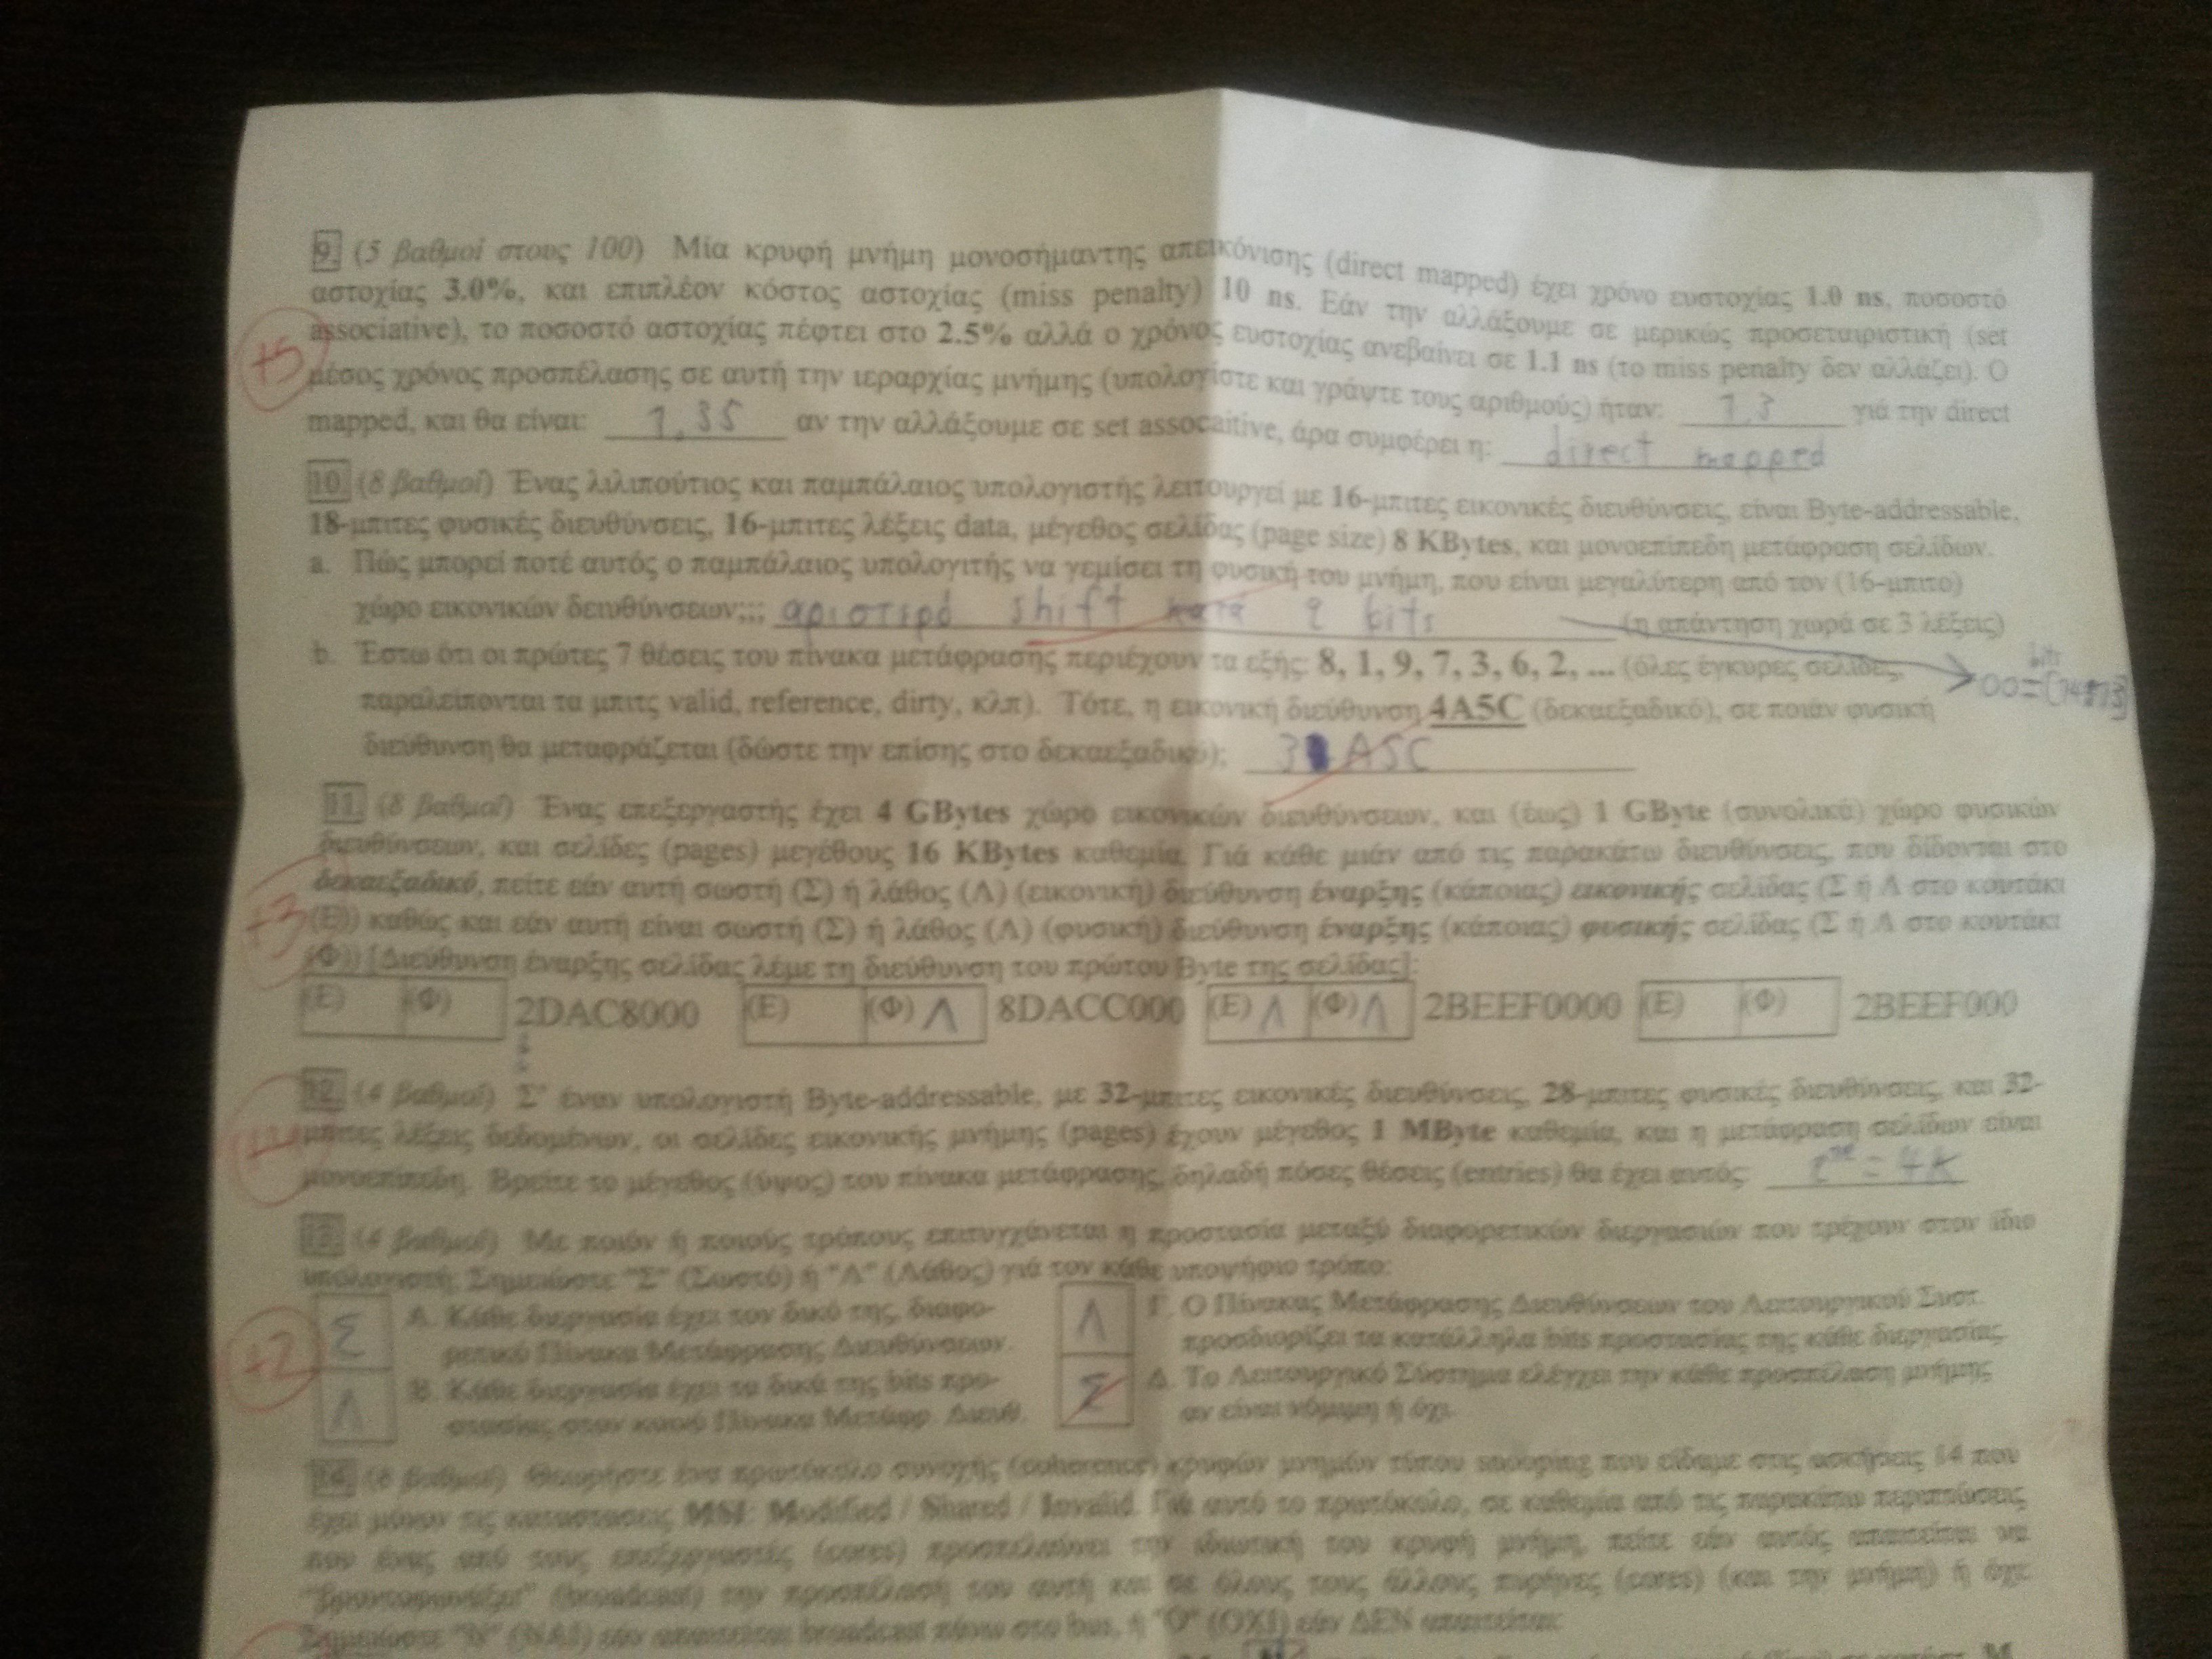 9. (5 βαθμοί στους 100) Μία κρυφή μνήμη μονοσήμαντης απεικόνισης (direct mapped) έχει χρόνο ευστοχίας 1.0 ns, ποσοστό
αστοχίας 3.0%, και επιπλέον κόστος αστοχίας (miss penalty) 10 ns. Εάν την αλλάξουμε σε μερικώς προσεταιριστική (set
associative), το ποσοστό αστοχίας πέφτει στο 2.5% αλλά ο χρόνος ευστοχίας ανεβαίνει σε 1.1 ns (το miss penalty δεν αλλάζει). Ο
+5
μέσος χρόνος προσπέλασης σε αυτή την ιεραρχίας μνήμης (υπολογίστε και γράψτε τους αριθμούς) ήταν: 1,3 γιά την direct
mapped, και θα είναι: 1,35 αν την αλλάξουμε σε set assocaitive, άρα συμφέρει η: direct mapped
10. (8 βαθμοί) Ένας λιλιπούτιος και παμπάλαιος υπολογιστής λειτουργεί με 16-μπιτες εικονικές διευθύνσεις, είναι Byte-addressable,
18-μπιτες φυσικές διευθύνσεις, 16-μπιτες λέξεις data, μέγεθος σελίδας (page size) 8 KBytes, και μονοεπίπεδη μετάφραση σελίδων.
a. Πώς μπορεί ποτέ αυτός ο παμπάλαιος υπολογιτής να γεμίσει τη φυσική του μνήμη, που είναι μεγαλύτερη από τον (16-μπιτο)
χώρο εικονικών διευθύνσεων;;; αριστερά shift κατά 2 bits (η απάντηση χωρά σε 3 λέξεις)
b. Έστω ότι οι πρώτες 7 θέσεις του πίνακα μετάφρασης περιέχουν τα εξής: 8, 1, 9, 7, 3, 6, 2, ... (όλες έγκυρες σελίδες,
παραλείπονται τα μπιτς valid, reference, dirty, κλπ). Τότε, η εικονική διεύθυνση 4A5C (δεκαεξαδικό), σε ποιάν φυσική
διεύθυνση θα μεταφράζεται (δώστε την επίσης στο δεκαεξαδικό); 3 A5C
11. (8 βαθμοί) Ένας επεξεργαστής έχει 4 GBytes χώρο εικονικών διευθύνσεων, και (έως) 1 GByte (συνολικά) χώρο φυσικών
διευθύνσεων, και σελίδες (pages) μεγέθους 16 KBytes καθεμία. Γιά κάθε μιάν από τις παρακάτω διευθύνσεις, που δίδονται στο
δεκαεξαδικό, πείτε εάν αυτή σωστή (Σ) ή λάθος (Λ) (εικονική) διεύθυνση έναρξης (κάποιας) εικονικής σελίδας (Σ ή Λ στο κουτάκι
+3
(Ε)) καθώς και εάν αυτή είναι σωστή (Σ) ή λάθος (Λ) (φυσική) διεύθυνση έναρξης (κάποιας) φυσικής σελίδας (Σ ή Λ στο κουτάκι
(Φ)) [Διεύθυνση έναρξης σελίδας λέμε τη διεύθυνση του πρώτου Byte της σελίδας]:
(Ε) (Φ) 2DAC8000 (Ε) (Φ) Λ 8DACC000 (Ε) Λ (Φ) Λ 2BEEF0000 (Ε) (Φ) 2BEEF000
12. (4 βαθμοί) Σ' έναν υπολογιστή Byte-addressable, με 32-μπιτες εικονικές διευθύνσεις, 28-μπιτες φυσικές διευθύνσεις, και 32-
μπιτες λέξεις δεδομένων, οι σελίδες εικονικής μνήμης (pages) έχουν μέγεθος 1 MByte καθεμία, και η μετάφραση σελίδων είναι
μονοεπίπεδη. Βρείτε το μέγεθος (ύψος) του πίνακα μετάφρασης, δηλαδή πόσες θέσεις (entries) θα έχει αυτός: = 4K
13. (4 βαθμοί) Με ποιόν ή ποιούς τρόπους επιτυγχάνεται η προστασία μεταξύ διαφορετικών διεργασιών που τρέχουν στον ίδιο
υπολογιστή; Σημειώστε "Σ" (Σωστό) ή "Λ" (Λάθος) γιά τον κάθε υποψήφιο τρόπο:
+2
Σ Α. Κάθε διεργασία έχει τον δικό της, διαφο-
ρετικό Πίνακα Μετάφρασης Διευθύνσεων.
Λ Β. Κάθε διεργασία έχει τα δικά της bits προ-
στασίας στον κοινό Πίνακα Μετάφρ. Διευθ.
Λ Γ. Ο Πίνακας Μετάφρασης Διευθύνσεων του Λειτουργικού Συστ.
προσδιορίζει τα κατάλληλα bits προστασίας της κάθε διεργασίας.
Σ Δ. Το Λειτουργικό Σύστημα ελέγχει την κάθε προσπέλαση μνήμης
αν είναι νόμιμη ή όχι.
14. (8 βαθμοί) Θεωρήστε ένα πρωτόκολο συνοχής (coherence) κρυφών μνημών τύπου snooping που είδαμε στις ασκήσεις 14 που
έχει μόνον τις καταστάσεις MSI: Modified / Shared / Invalid. Γιά αυτό το πρωτόκολο, σε καθεμία από τις παρακάτω περιπτώσεις
που ένας από τους επεξεργαστές (cores) προσπελαύνει την ιδιωτική του κρυφή μνήμη, πείτε εάν αυτός απαιτείται να
(broadcast) την προσπέλασή του αυτή και σε όλους τους άλλους πυρήνες (cores) (και την μνήμη) ή όχι.
Σημειώστε "Ν" (ΝΑΙ) εάν απαιτείται broadcast πάνω στο bus, ή "Ο" (ΟΧΙ) εάν ΔΕΝ απαιτείται: